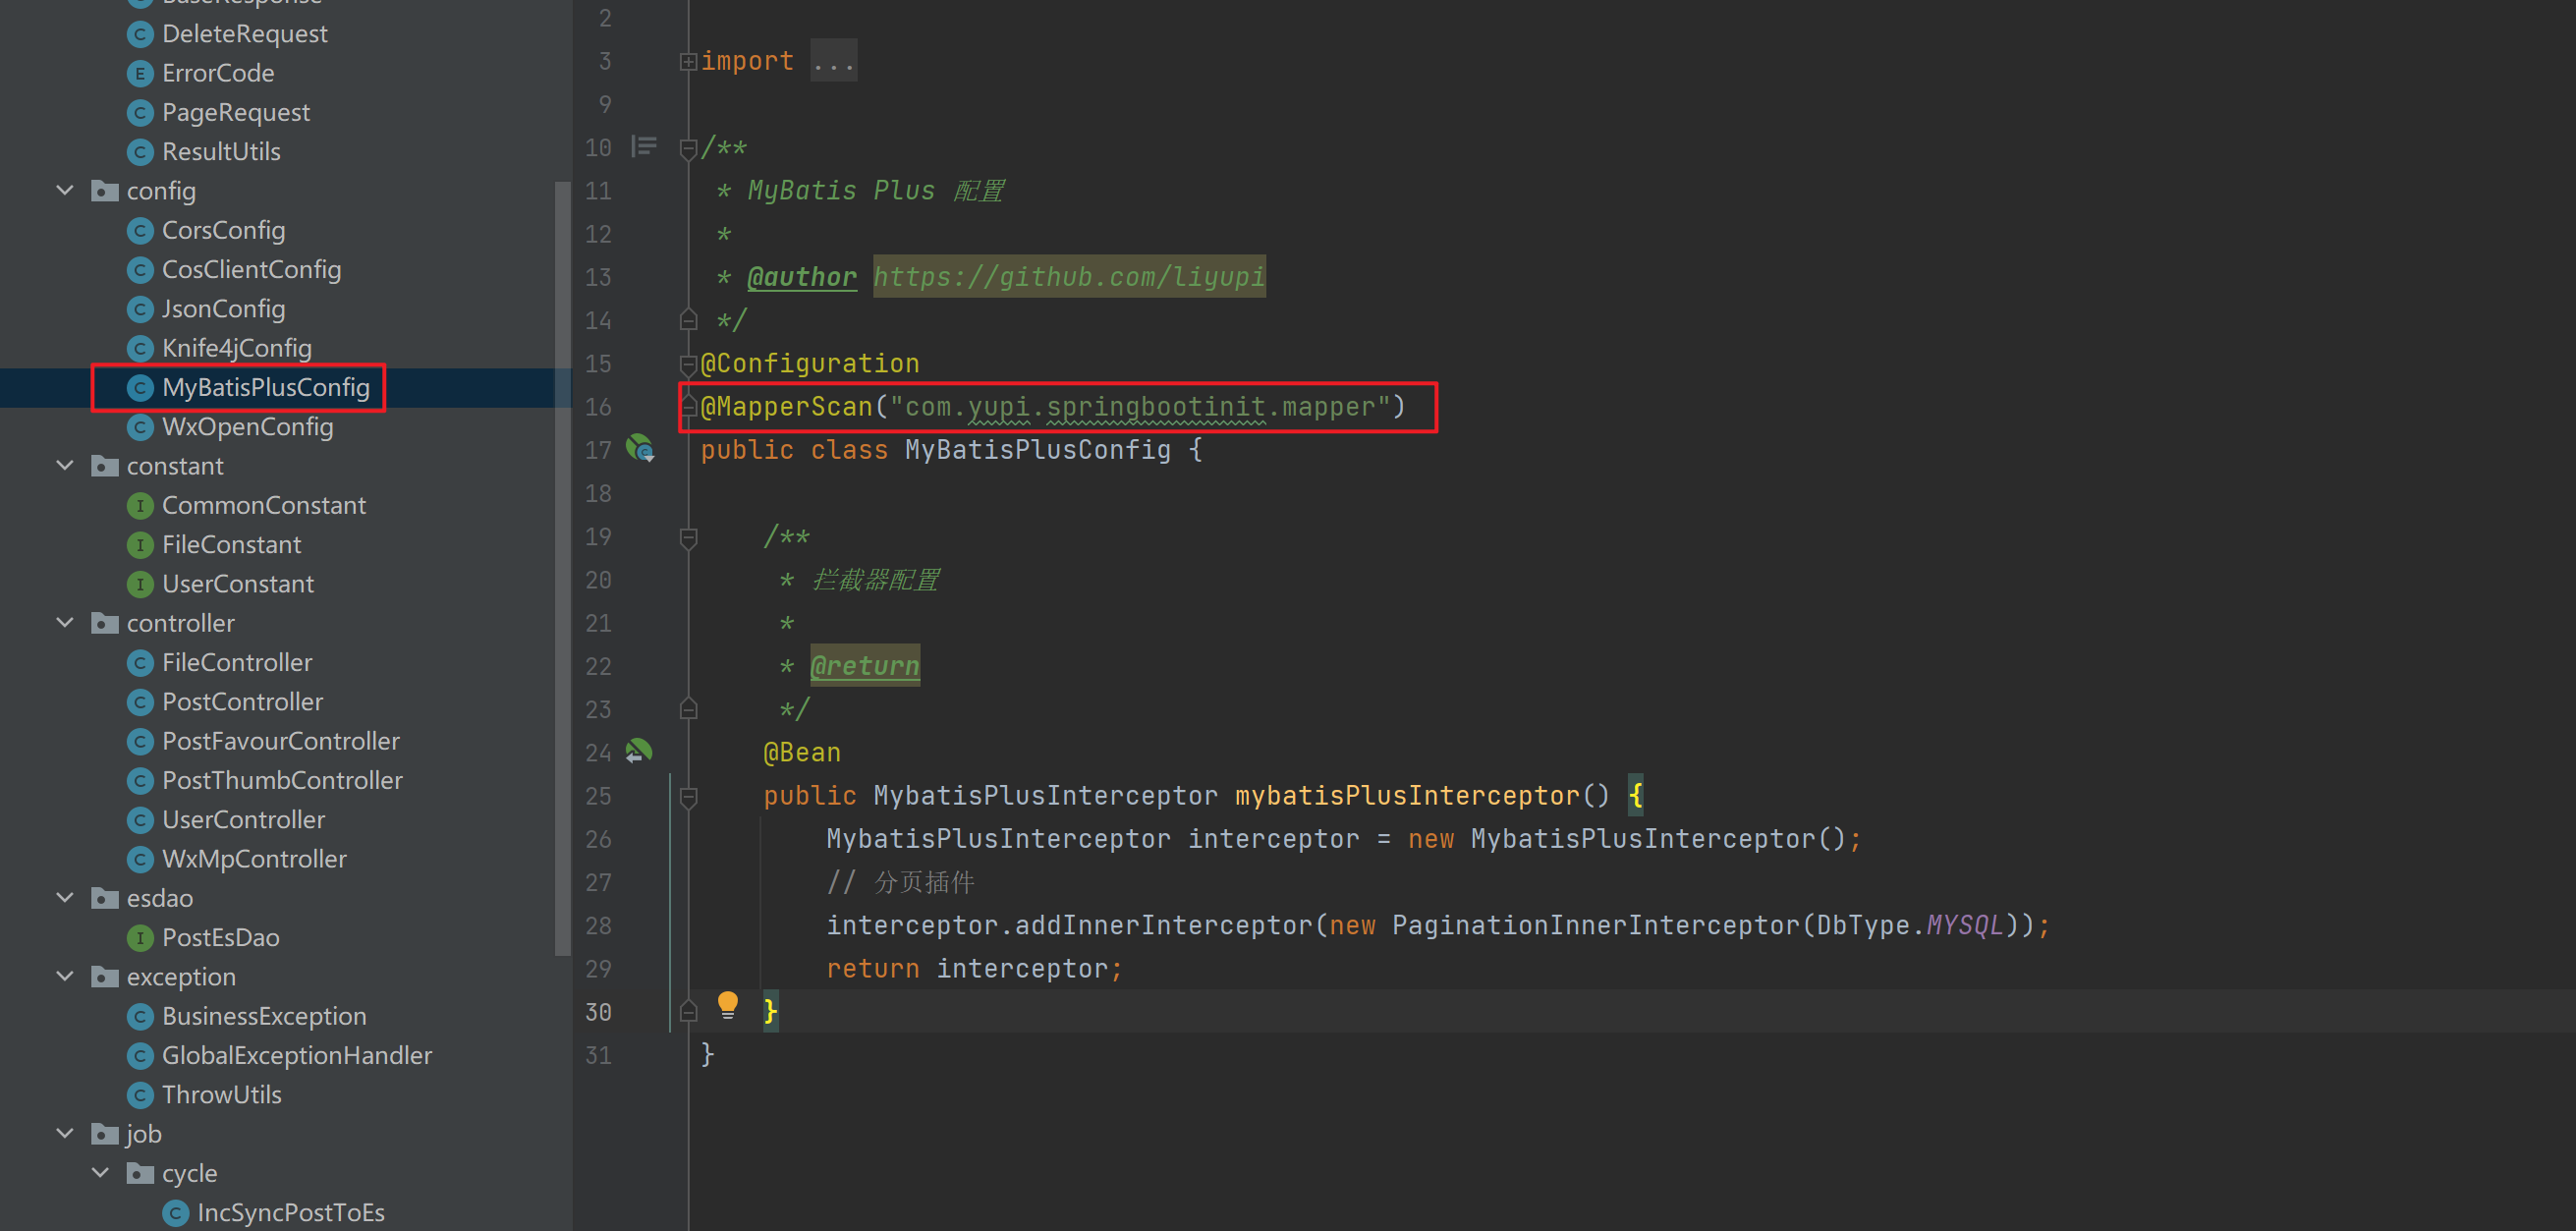 DeleteRequest
ErrorCode
PageRequest
ResultUtils
config
CorsConfig
CosClientConfig
JsonConfig
Knife4jConfig
MyBatisPlusConfig
WxOpenConfig
constant
CommonConstant
FileConstant
UserConstant
controller
FileController
PostController
PostFavourController
PostThumbController
UserController
WxMpController
esdao
PostEsDao
exception
BusinessException
GlobalExceptionHandler
ThrowUtils
job
cycle
IncSyncPostToEs
2
3 import ...
9
10 /**
11 * MyBatis Plus 配置
12 *
13 * @author https://github.com/liyupi
14 */
15 @Configuration
16 @MapperScan("com.yupi.springbootinit.mapper")
17 public class MyBatisPlusConfig {
18
19 /**
20 * 拦截器配置
21 *
22 * @return
23 */
24 @Bean
25 public MybatisPlusInterceptor mybatisPlusInterceptor() {
26 MybatisPlusInterceptor interceptor = new MybatisPlusInterceptor();
27 // 分页插件
28 interceptor.addInnerInterceptor(new PaginationInnerInterceptor(DbType.MYSQL));
29 return interceptor;
30 }
31 }